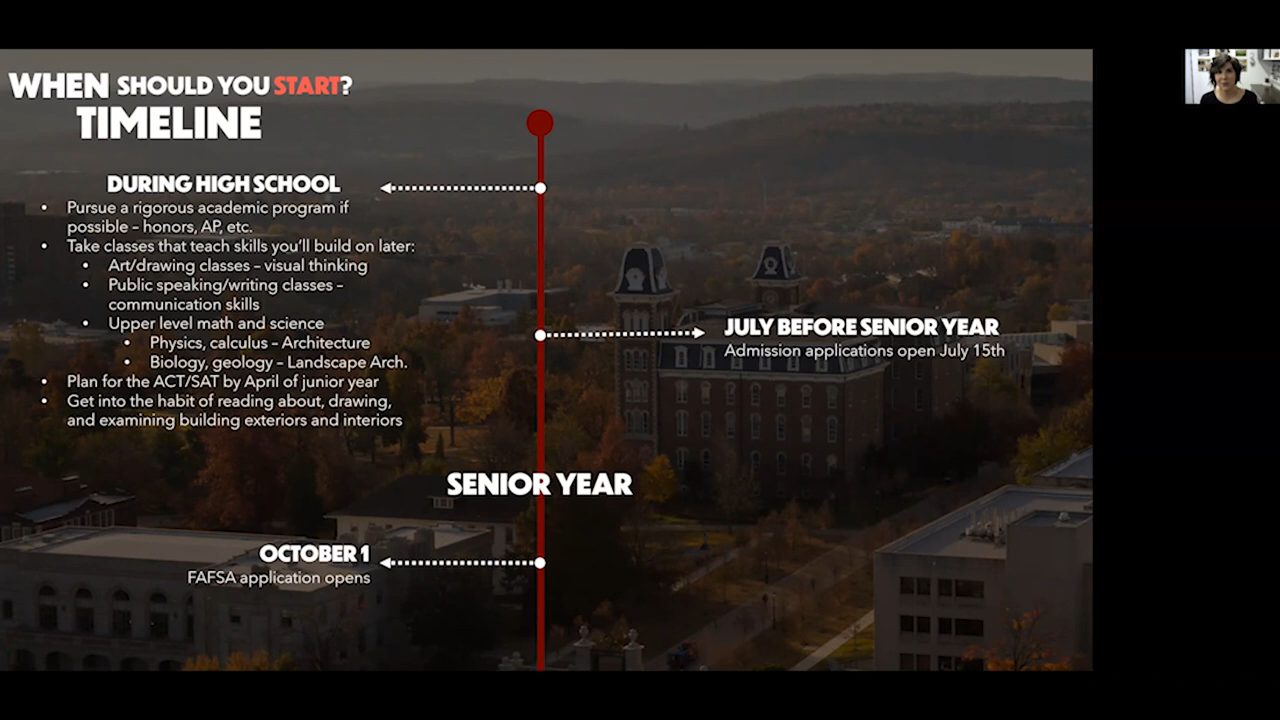 WHEN SHOULD YOU START?
TIMELINE
DURING HIGH SCHOOL
• Pursue a rigorous academic program if
possible – honors, AP, etc.
• Take classes that teach skills you'll build on later:
• Art/drawing classes – visual thinking
• Public speaking/writing classes –
communication skills
• Upper level math and science
• Physics, calculus – Architecture
• Biology, geology – Landscape Arch.
• Plan for the ACT/SAT by April of junior year
• Get into the habit of reading about, drawing,
and examining building exteriors and interiors
JULY BEFORE SENIOR YEAR
Admission applications open July 15th
SENIOR YEAR
OCTOBER 1
FAFSA application opens